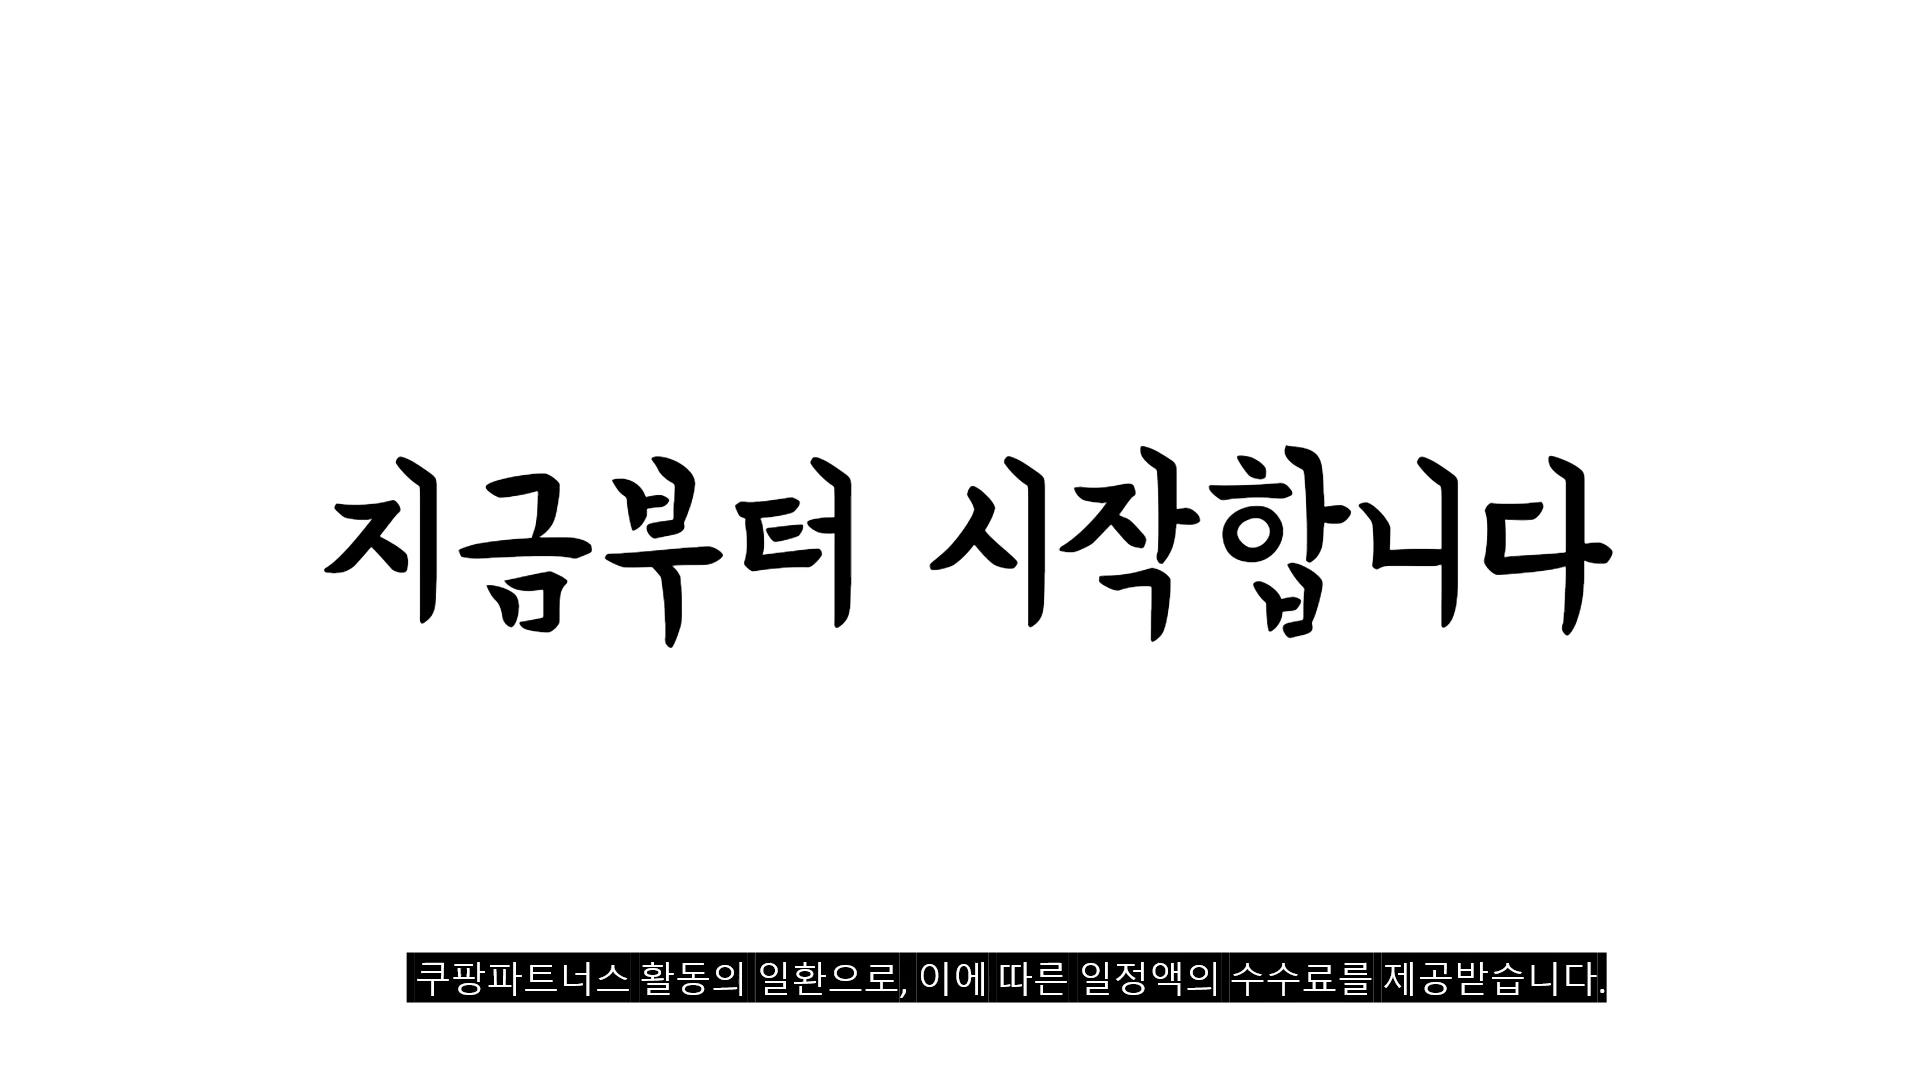 지금부터 시작합니다
쿠팡파트너스 활동의 일환으로, 이에 따른 일정액의 수수료를 제공받습니다.